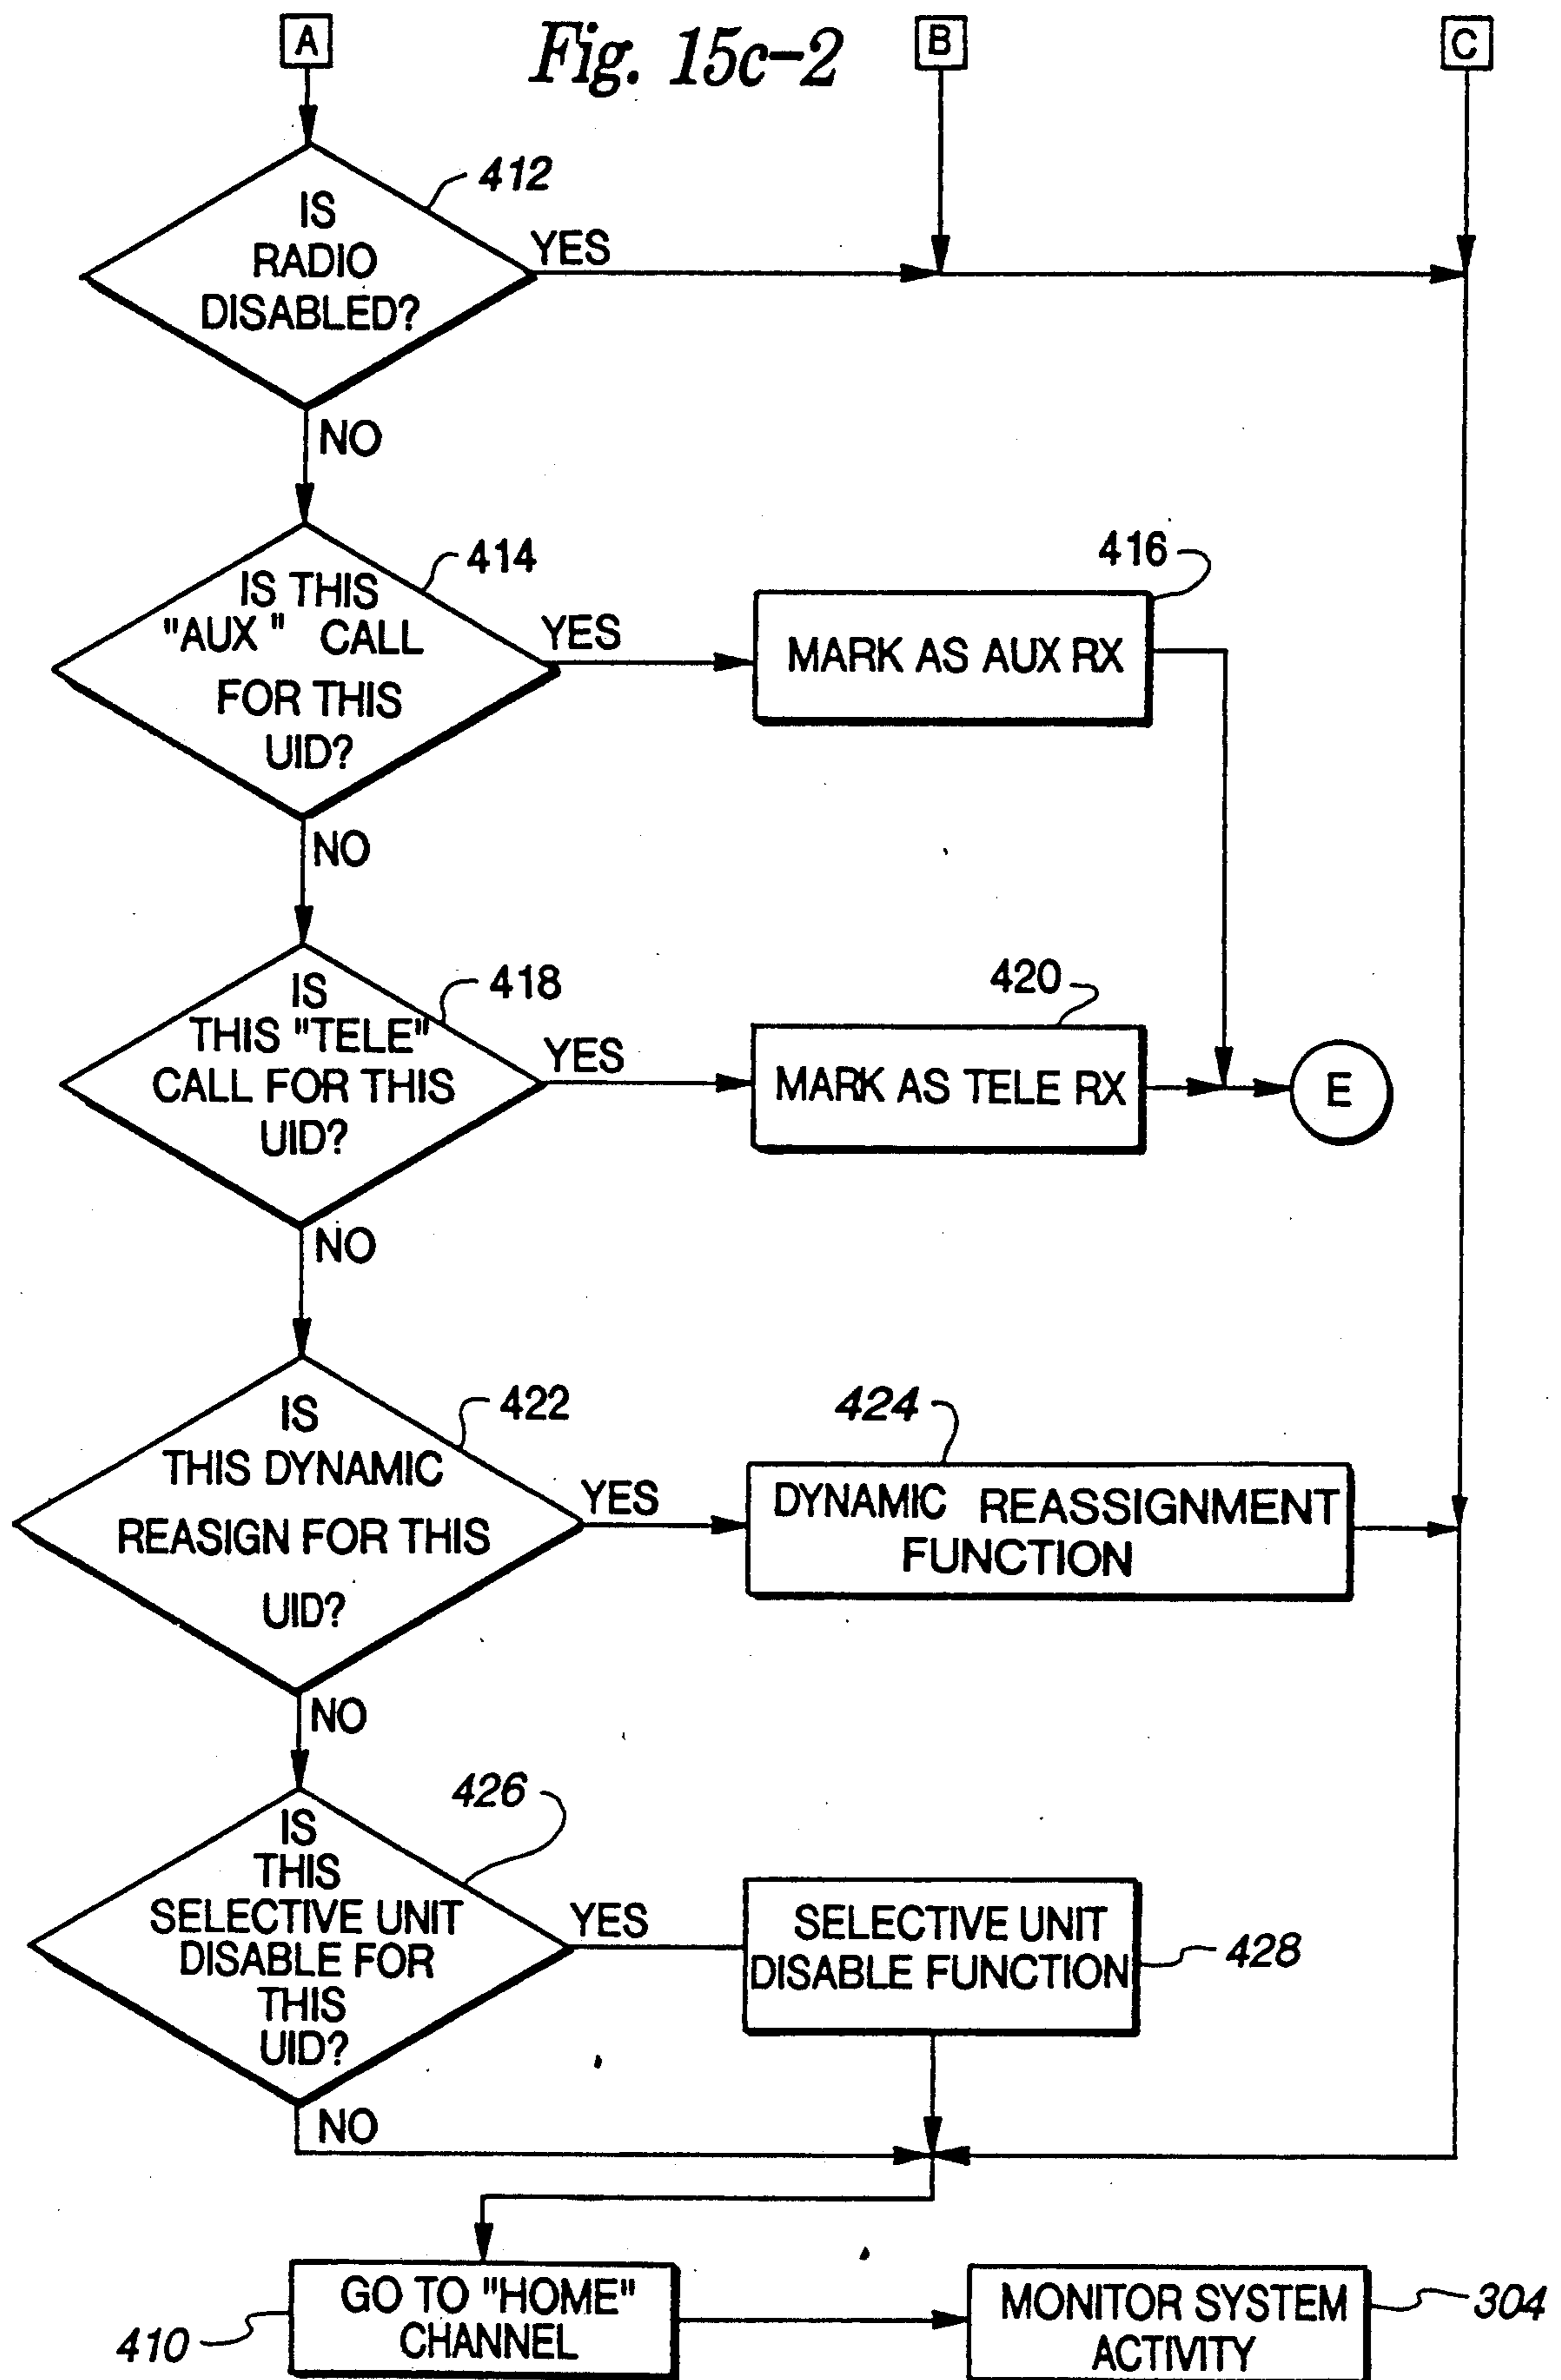 A
Fig. 15c-2
B
C
412
IS
RADIO
DISABLED?
YES
NO
414
IS THIS
"AUX " CALL
FOR THIS
UID?
YES
416
MARK AS AUX RX
NO
418
IS
THIS "TELE"
CALL FOR THIS
UID?
YES
420
MARK AS TELE RX
E
NO
422
IS
THIS DYNAMIC
REASIGN FOR THIS
UID?
YES
424
DYNAMIC REASSIGNMENT
FUNCTION
NO
426
IS
THIS
SELECTIVE UNIT
DISABLE FOR
THIS
UID?
YES
SELECTIVE UNIT
DISABLE FUNCTION
428
NO
GO TO "HOME"
CHANNEL
410
MONITOR SYSTEM
ACTIVITY
304